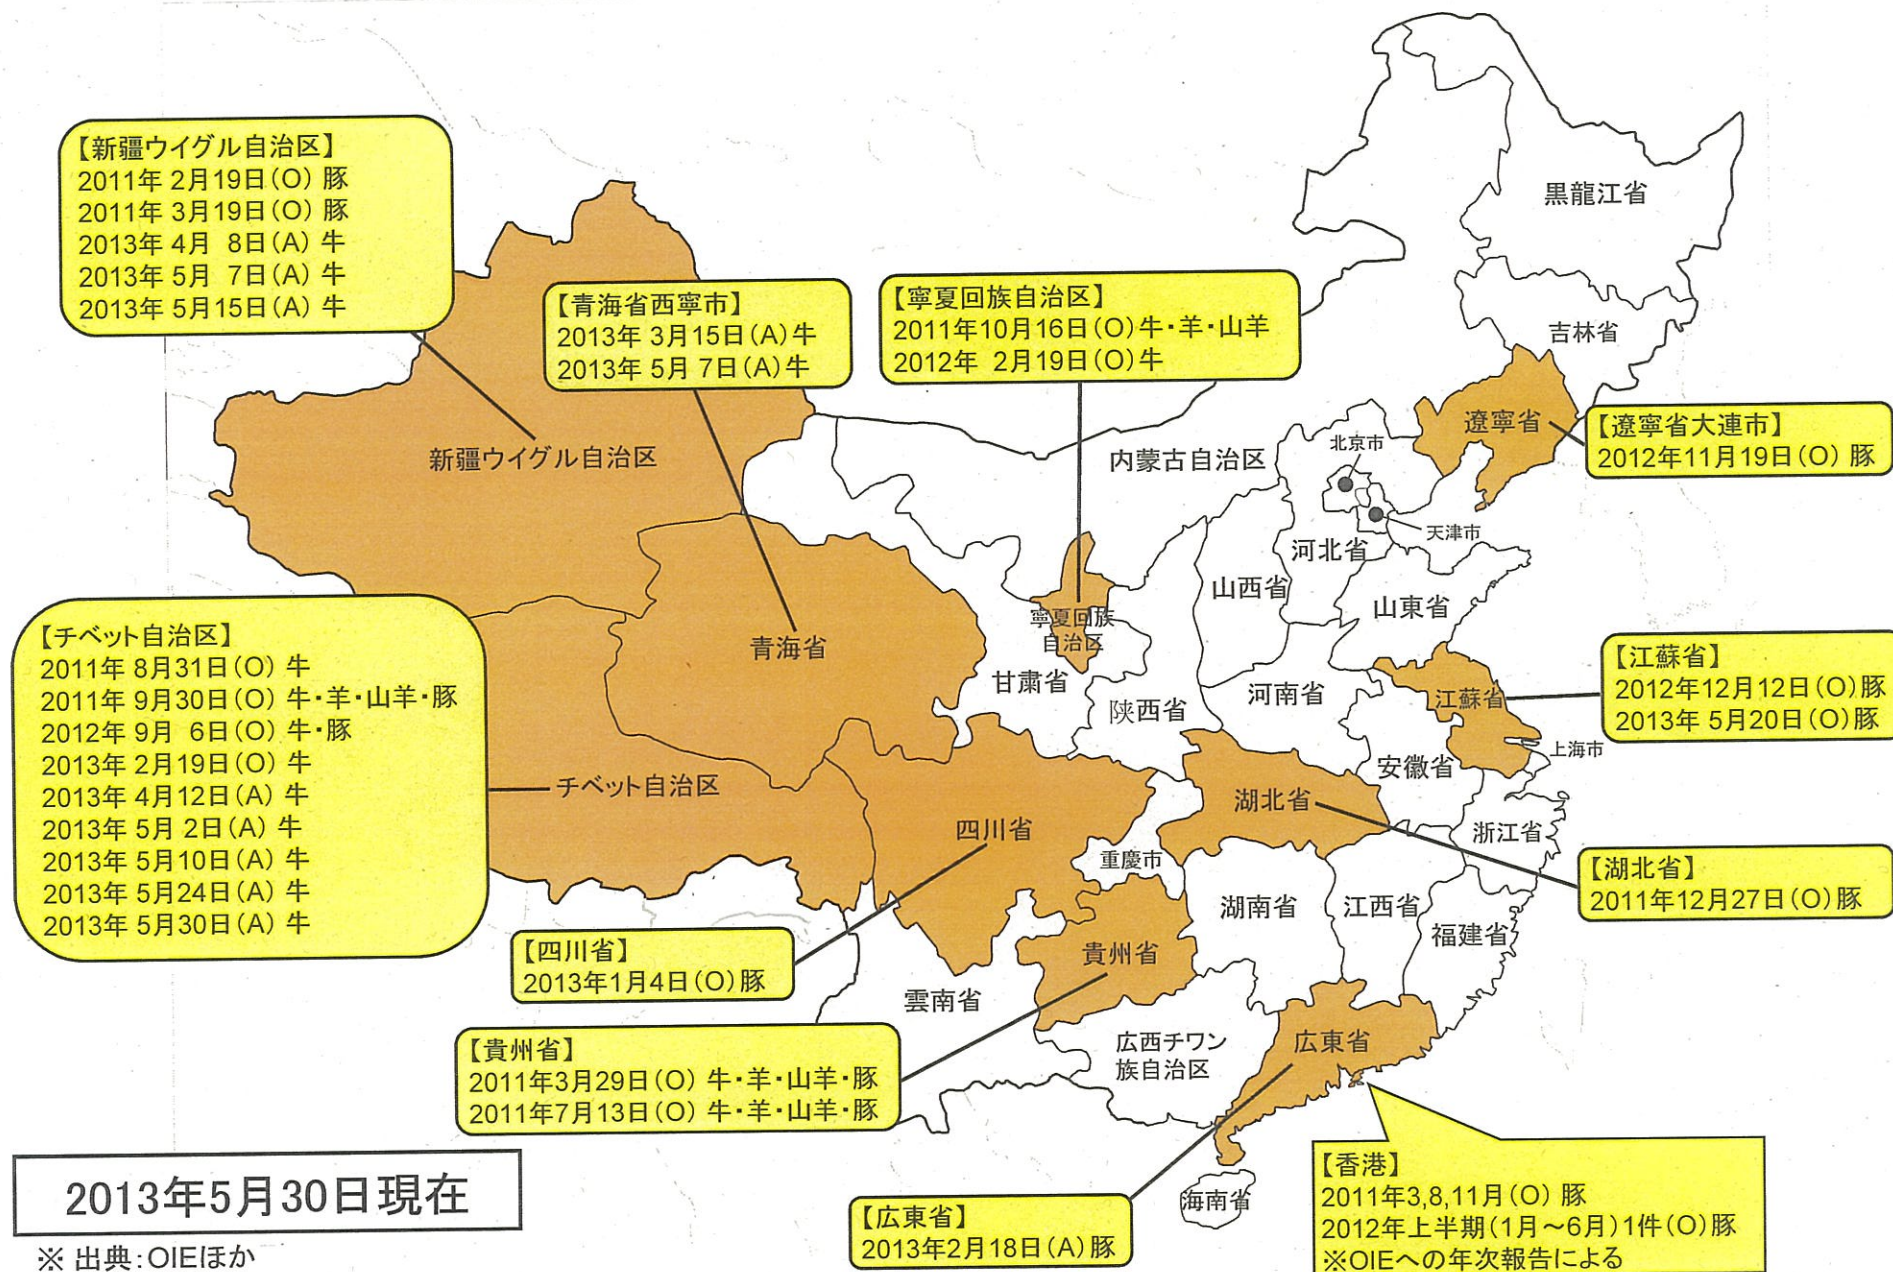 【新疆ウイグル自治区】
2011年 2月19日(O) 豚
2011年 3月19日(O) 豚
2013年 4月 8日(A) 牛
2013年 5月 7日(A) 牛
2013年 5月15日(A) 牛
【青海省西寧市】
2013年 3月15日(A)牛
2013年 5月 7日(A)牛
【寧夏回族自治区】
2011年10月16日(O)牛・羊・山羊
2012年 2月19日(O)牛
黒龍江省
吉林省
遼寧省
【遼寧省大連市】
2012年11月19日(O) 豚
新疆ウイグル自治区
内蒙古自治区
北京市
天津市
河北省
山西省
山東省
寧夏回族
自治区
青海省
甘粛省
陝西省
河南省
江蘇省
【江蘇省】
2012年12月12日(O)豚
2013年 5月20日(O)豚
上海市
安徽省
【チベット自治区】
2011年 8月31日(O) 牛
2011年 9月30日(O) 牛・羊・山羊・豚
2012年 9月 6日(O) 牛・豚
2013年 2月19日(O) 牛
2013年 4月12日(A) 牛
2013年 5月 2日(A) 牛
2013年 5月10日(A) 牛
2013年 5月24日(A) 牛
2013年 5月30日(A) 牛
チベット自治区
四川省
湖北省
浙江省
重慶市
【湖北省】
2011年12月27日(O)豚
湖南省
江西省
福建省
貴州省
【四川省】
2013年1月4日(O)豚
雲南省
【貴州省】
2011年3月29日(O) 牛・羊・山羊・豚
2011年7月13日(O) 牛・羊・山羊・豚
広西チワン
族自治区
広東省
海南省
【広東省】
2013年2月18日(A)豚
【香港】
2011年3,8,11月(O) 豚
2012年上半期(1月～6月)1件(O)豚
※OIEへの年次報告による
2013年5月30日現在
※ 出典:OIEほか